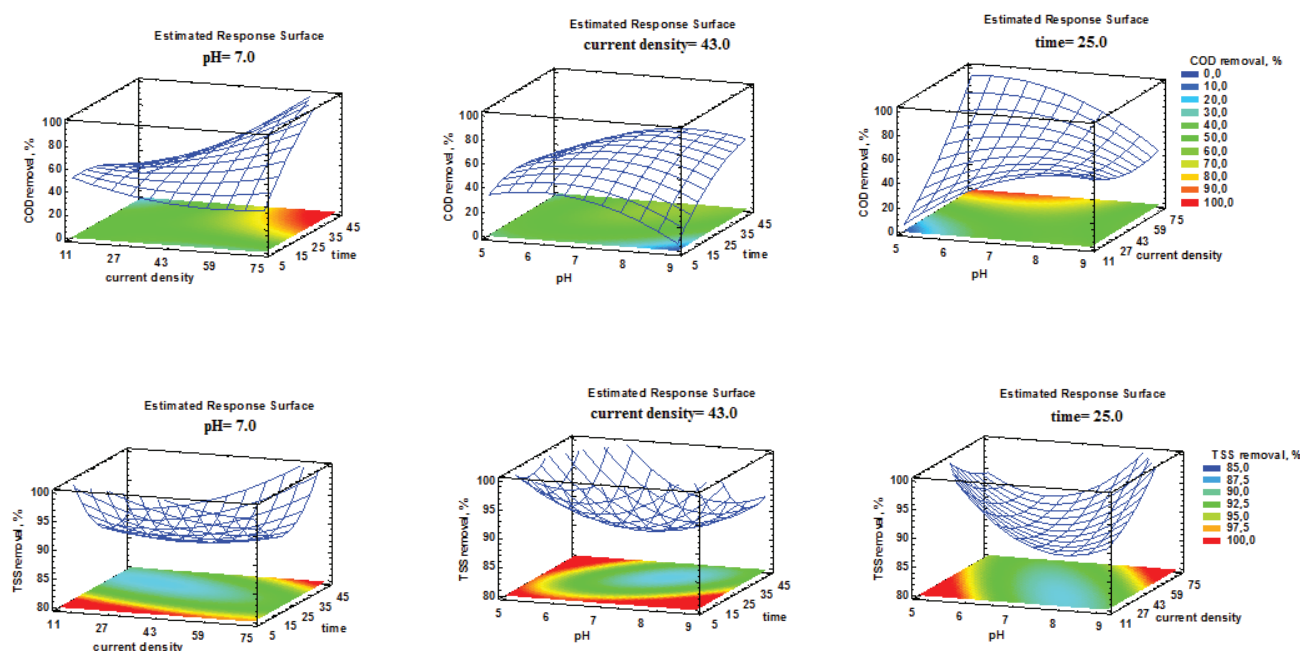 Estimated Response Surface
pH= 7.0
COD removal, %
100
80
60
40
20
0
11 27 43 59 75
current density
5 15 25 35 45
time
Estimated Response Surface
current density= 43.0
COD removal, %
100
80
60
40
20
0
5 6 7 8 9
pH
5 15 25 35 45
time
Estimated Response Surface
time= 25.0
COD removal, %
100
80
60
40
20
0
5 6 7 8 9
pH
11 27 43 59 75
current density
COD removal, %
0,0
10,0
20,0
30,0
40,0
50,0
60,0
70,0
80,0
90,0
100,0
Estimated Response Surface
pH= 7.0
TSS removal, %
100
95
90
85
80
11 27 43 59 75
current density
5 15 25 35 45
time
Estimated Response Surface
current density= 43.0
TSS removal, %
100
95
90
85
80
5 6 7 8 9
pH
5 15 25 35 45
time
Estimated Response Surface
time= 25.0
TSS removal, %
100
95
90
85
80
5 6 7 8 9
pH
11 27 43 59 75
current density
TSS removal, %
85,0
87,5
90,0
92,5
95,0
97,5
100,0